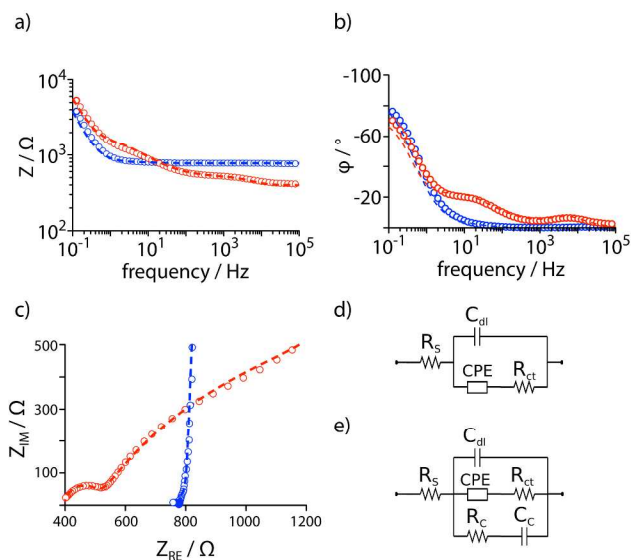 a)
Z / Ω
10⁴
10³
10²
10⁻¹ 10¹ 10³ 10⁵
frequency / Hz
b)
φ / °
-100
-60
-20
10⁻¹ 10¹ 10³ 10⁵
frequency / Hz
c)
Z_IM / Ω
500
300
100
400 600 800 1000 1200
Z_RE / Ω
d)
C_dl
R_S
CPE
R_ct
e)
C_dl
R_S
CPE
R_ct
R_C
C_C